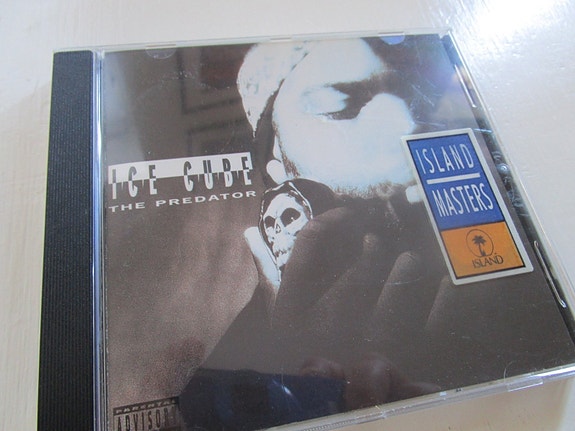 ICE CUBE
THE PREDATOR
ISLAND
MASTERS
ISLAND
PARENTAL
ADVISORY